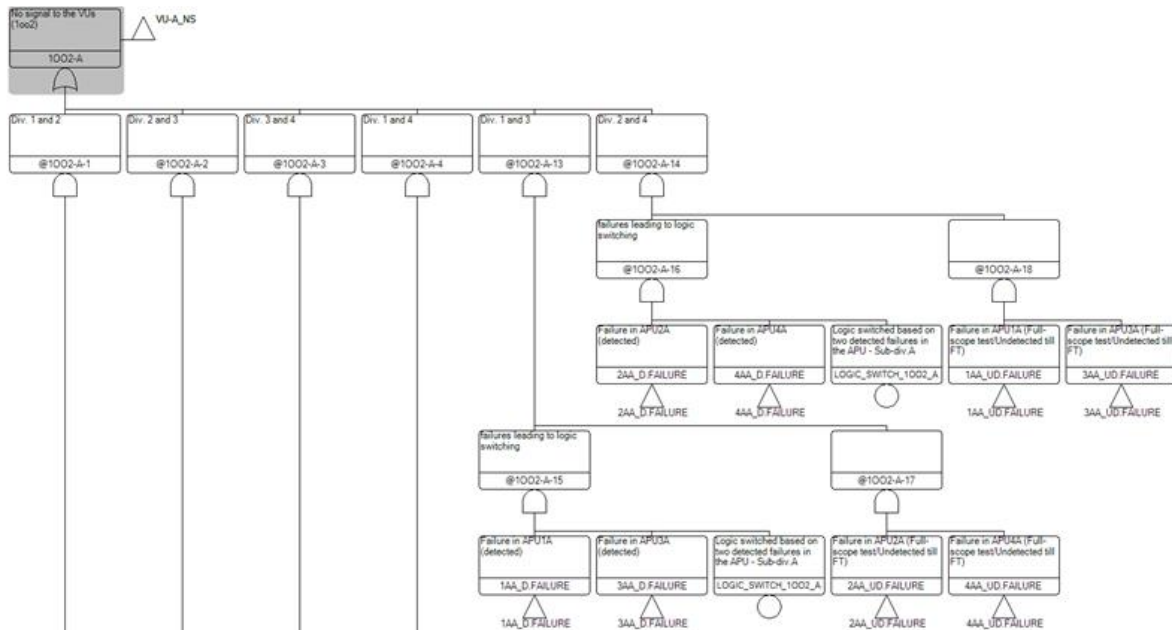 No signal to the VUs
(1oo2)
1OO2-A
VU-A_NS
Div. 1 and 2
@1OO2-A-1
Div. 2 and 3
@1OO2-A-2
Div. 3 and 4
@1OO2-A-3
Div. 1 and 4
@1OO2-A-4
Div. 1 and 3
@1OO2-A-13
Div. 2 and 4
@1OO2-A-14
failures leading to logic
switching
@1OO2-A-16
@1OO2-A-18
Failure in APU2A
(detected)
2AA_D.FAILURE
2AA_D.FAILURE
Failure in APU4A
(detected)
4AA_D.FAILURE
4AA_D.FAILURE
Logic switched based on
two detected failures in
the APU - Sub-div.A
LOGIC_SWITCH_1OO2_A
Failure in APU1A (Full-
scope test/Undetected till
FT)
1AA_UD.FAILURE
1AA_UD.FAILURE
Failure in APU3A (Full-
scope test/Undetected till
FT)
3AA_UD.FAILURE
3AA_UD.FAILURE
failures leading to logic
switching
@1OO2-A-15
@1OO2-A-17
Failure in APU1A
(detected)
1AA_D.FAILURE
1AA_D.FAILURE
Failure in APU3A
(detected)
3AA_D.FAILURE
3AA_D.FAILURE
Logic switched based on
two detected failures in
the APU - Sub-div.A
LOGIC_SWITCH_1OO2_A
Failure in APU2A (Full-
scope test/Undetected till
FT)
2AA_UD.FAILURE
2AA_UD.FAILURE
Failure in APU4A (Full-
scope test/Undetected till
FT)
4AA_UD.FAILURE
4AA_UD.FAILURE